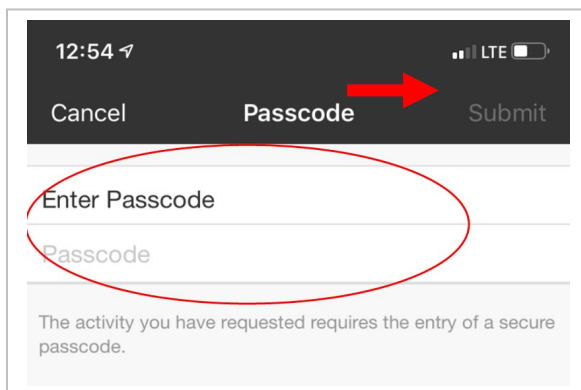 12:54 LTE
Cancel Passcode Submit
Enter Passcode
Passcode
The activity you have requested requires the entry of a secure
passcode.